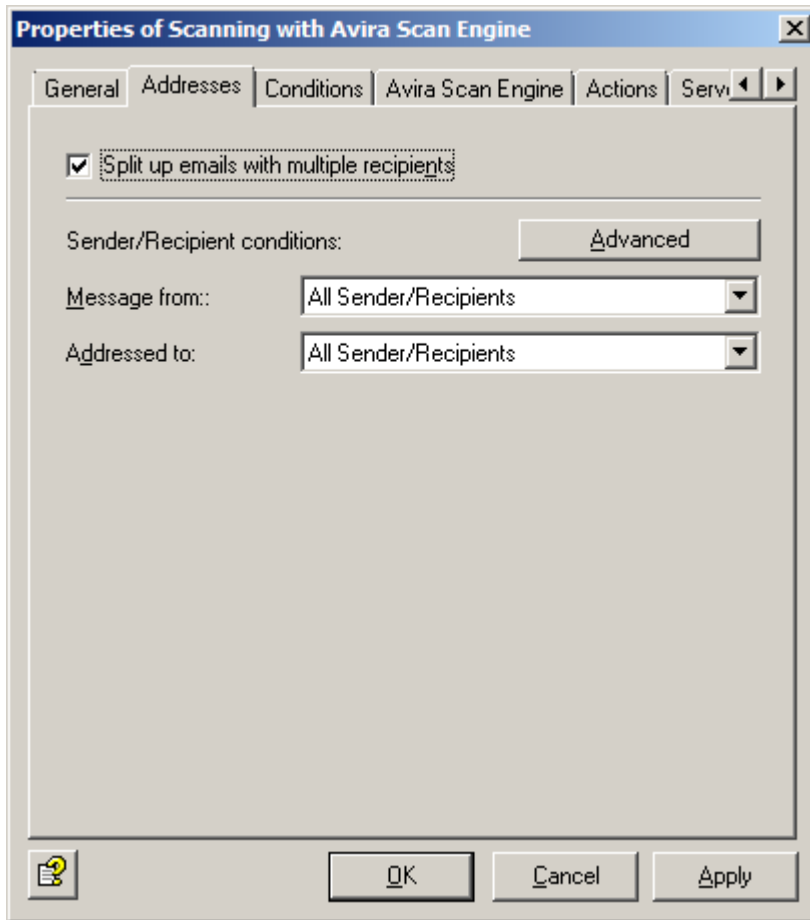 Properties of Scanning with Avira Scan Engine
General Addresses Conditions Avira Scan Engine Actions
Split up emails with multiple recipients
Sender/Recipient conditions: Advanced
Message from:: All Sender/Recipients
Addressed to: All Sender/Recipients
OK Cancel Apply